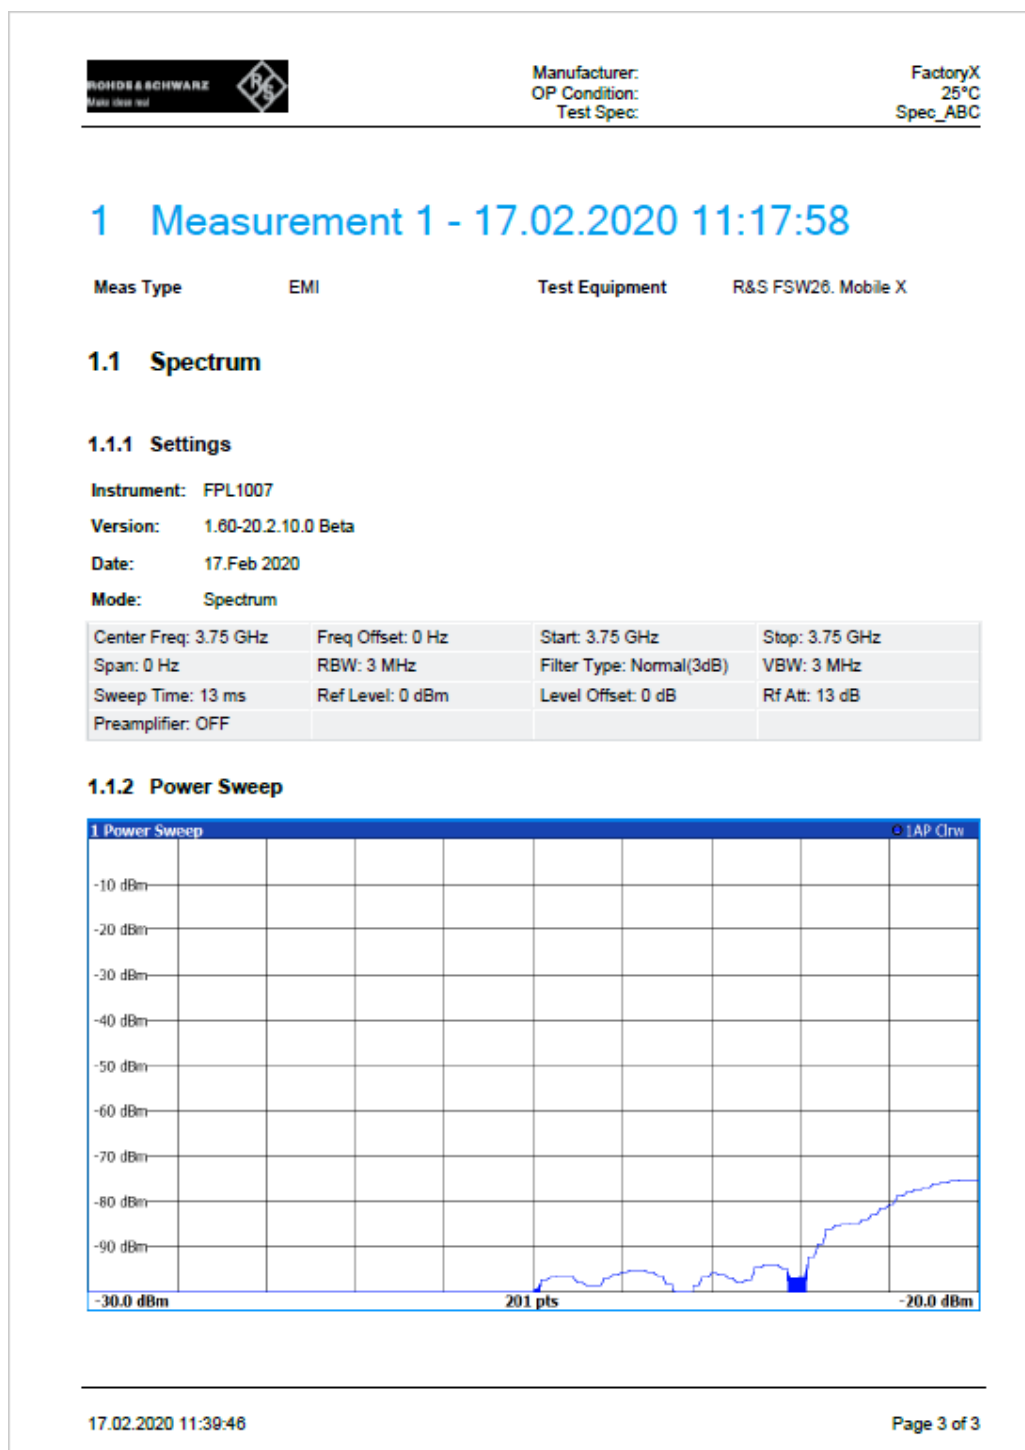 ROHDE & SCHWARZ
Make ideas real
R&S
Manufacturer: FactoryX
OP Condition: 25°C
Test Spec: Spec_ABC
1 Measurement 1 - 17.02.2020 11:17:58
Meas Type EMI Test Equipment R&S FSW26. Mobile X
1.1 Spectrum
1.1.1 Settings
Instrument: FPL1007
Version: 1.60-20.2.10.0 Beta
Date: 17.Feb 2020
Mode: Spectrum
Center Freq: 3.75 GHz Freq Offset: 0 Hz Start: 3.75 GHz Stop: 3.75 GHz
Span: 0 Hz RBW: 3 MHz Filter Type: Normal(3dB) VBW: 3 MHz
Sweep Time: 13 ms Ref Level: 0 dBm Level Offset: 0 dB Rf Att: 13 dB
Preamplifier: OFF
1.1.2 Power Sweep
1 Power Sweep 1AP Clrw
-10 dBm
-20 dBm
-30 dBm
-40 dBm
-50 dBm
-60 dBm
-70 dBm
-80 dBm
-90 dBm
-30.0 dBm 201 pts -20.0 dBm
17.02.2020 11:39:46 Page 3 of 3